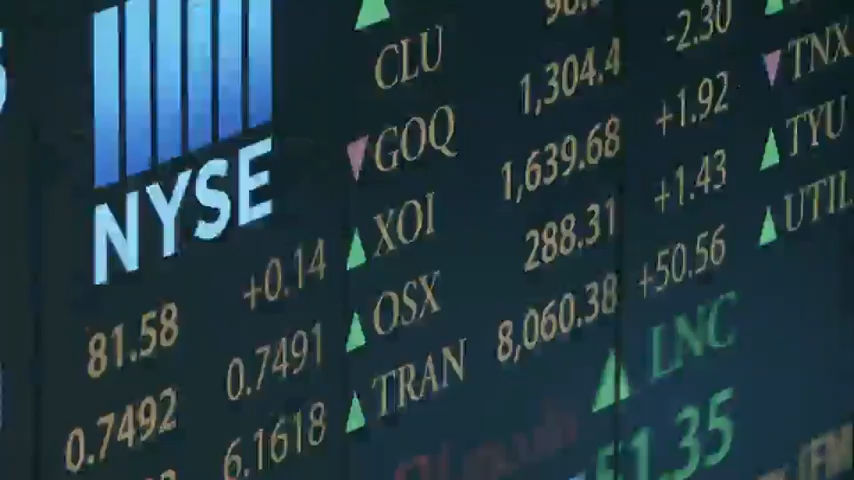 NYSE
CLU
GOQ 1,304.4 -2.30
81.58 +0.14 XOI 1,639.68 +1.92 TNX
0.7492 0.7491 OSX 288.31 +1.43 TYU
6.1618 TRAN 8,060.38 +50.56 UTIL
LNC
51.35